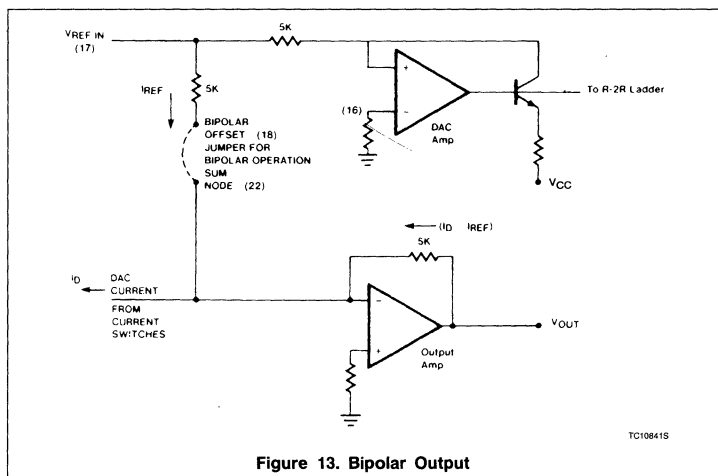 VREF IN
(17)
5K
5K
IREF
BIPOLAR
OFFSET (18)
JUMPER FOR
BIPOLAR OPERATION
SUM
NODE (22)
(16)
+
−
DAC
Amp
To R-2R Ladder
VCC
(ID IREF)
5K
ID
DAC
CURRENT
FROM
CURRENT
SWITCHES
−
+
Output
Amp
VOUT
TC10841S
Figure 13. Bipolar Output